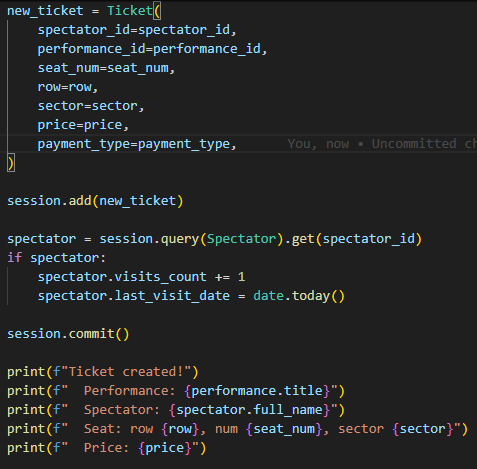 new_ticket = Ticket(
    spectator_id=spectator_id,
    performance_id=performance_id,
    seat_num=seat_num,
    row=row,
    sector=sector,
    price=price,
    payment_type=payment_type,    You, now • Uncommitted ch
)
session.add(new_ticket)
spectator = session.query(Spectator).get(spectator_id)
if spectator:
    spectator.visits_count += 1
    spectator.last_visit_date = date.today()
session.commit()
print(f"Ticket created!")
print(f"  Performance: {performance.title}")
print(f"  Spectator: {spectator.full_name}")
print(f"  Seat: row {row}, num {seat_num}, sector {sector}")
print(f"  Price: {price}")